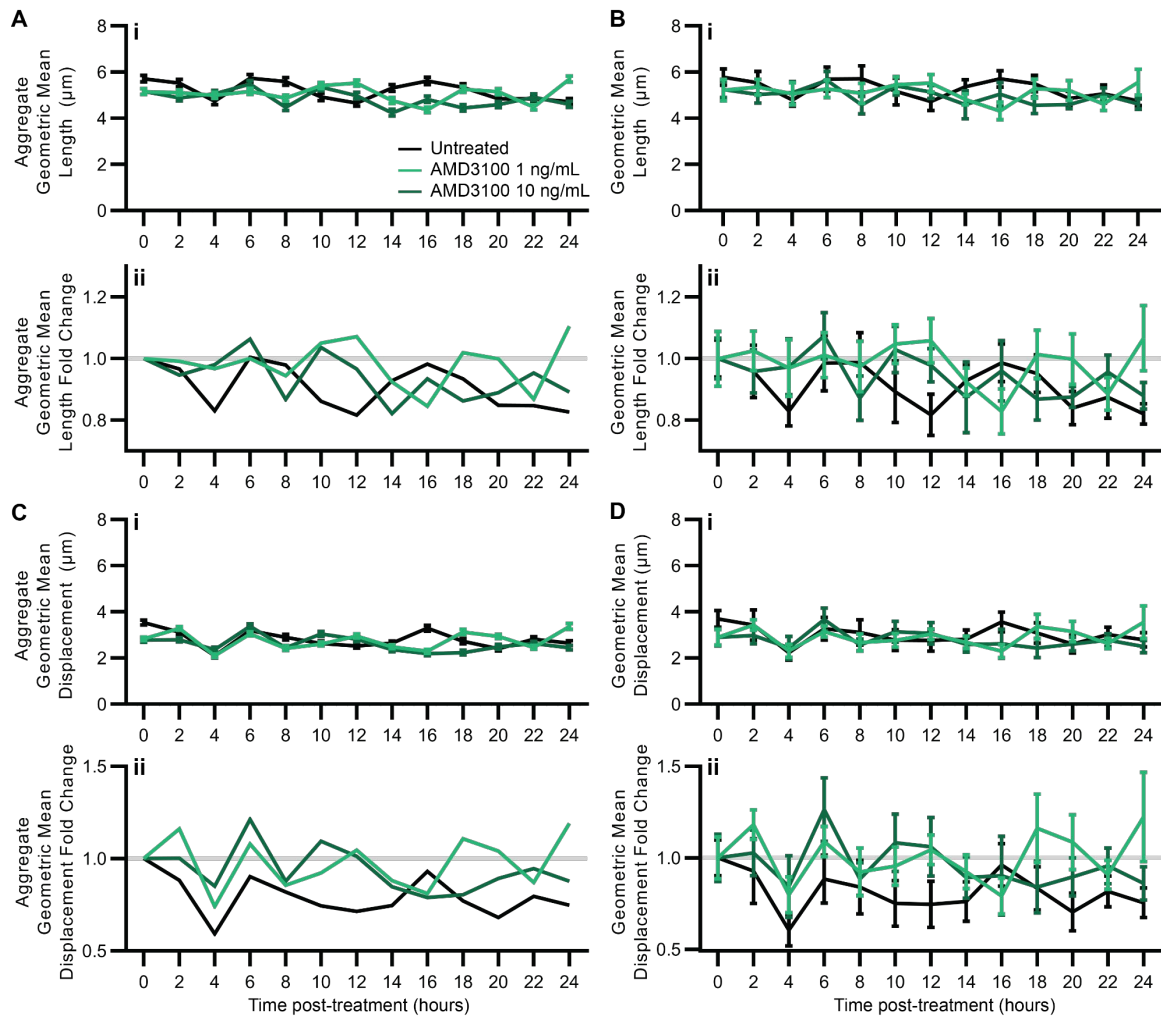 A
i
Aggregate
Geometric Mean
Length (µm)
8
6
4
2
0
Untreated
AMD3100 1 ng/mL
AMD3100 10 ng/mL
0 2 4 6 8 10 12 14 16 18 20 22 24
B
i
Geometric Mean
Length (µm)
8
6
4
2
0
0 2 4 6 8 10 12 14 16 18 20 22 24
ii
Aggregate
Geometric Mean
Length Fold Change
1.2
1.0
0.8
0 2 4 6 8 10 12 14 16 18 20 22 24
ii
Geometric Mean
Length Fold Change
1.2
1.0
0.8
0 2 4 6 8 10 12 14 16 18 20 22 24
C
i
Aggregate
Geometric Mean
Displacement (µm)
8
6
4
2
0
0 2 4 6 8 10 12 14 16 18 20 22 24
D
i
Geometric Mean
Displacement (µm)
8
6
4
2
0
0 2 4 6 8 10 12 14 16 18 20 22 24
ii
Aggregate
Geometric Mean
Displacement Fold Change
1.5
1.0
0.5
0 2 4 6 8 10 12 14 16 18 20 22 24
Time post-treatment (hours)
ii
Geometric Mean
Displacement Fold Change
1.5
1.0
0.5
0 2 4 6 8 10 12 14 16 18 20 22 24
Time post-treatment (hours)